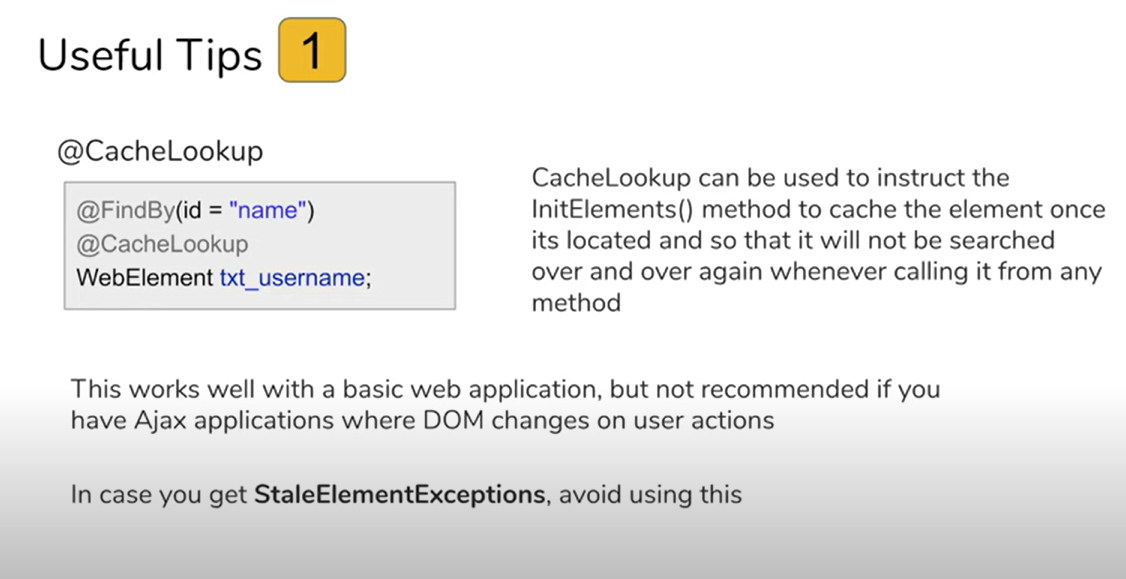 Useful Tips 1
@CacheLookup
@FindBy(id = "name")
@CacheLookup
WebElement txt_username;
CacheLookup can be used to instruct the
InitElements() method to cache the element once
its located and so that it will not be searched
over and over again whenever calling it from any
method
This works well with a basic web application, but not recommended if you
have Ajax applications where DOM changes on user actions
In case you get StaleElementExceptions, avoid using this